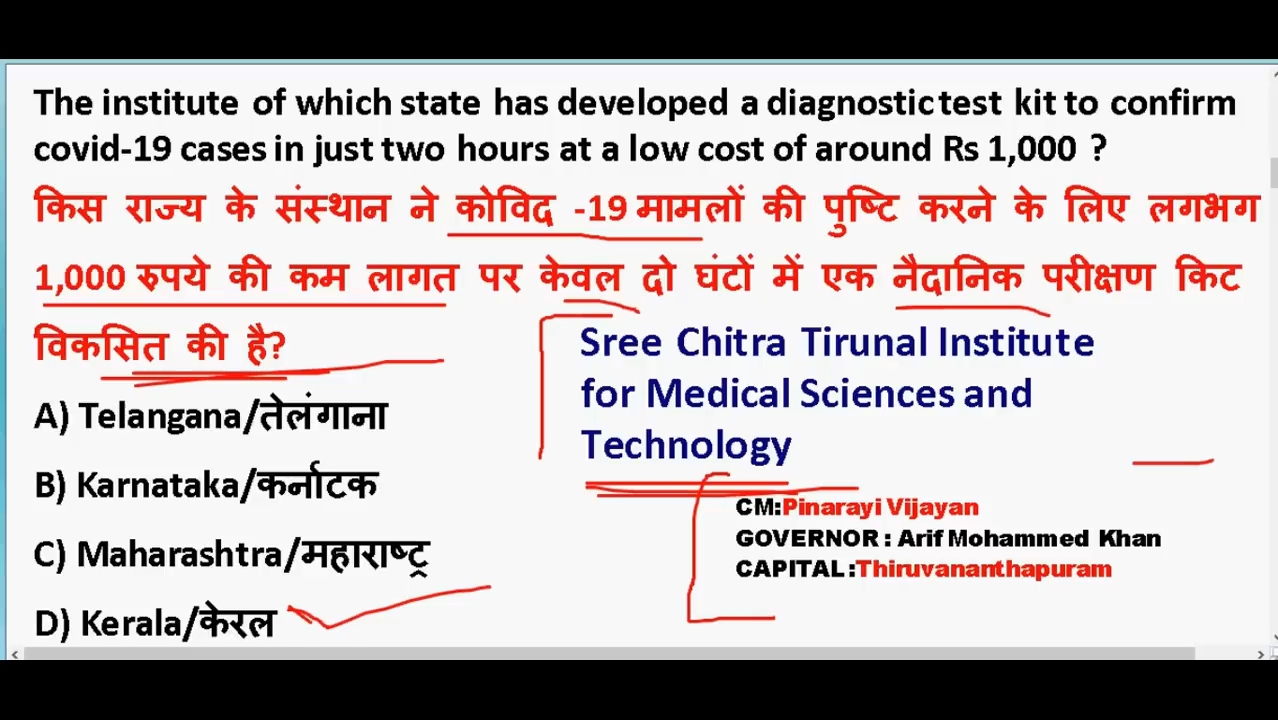 The institute of which state has developed a diagnostic test kit to confirm
covid-19 cases in just two hours at a low cost of around Rs 1,000 ?
किस राज्य के संस्थान ने कोविद -19 मामलों की पुष्टि करने के लिए लगभग
1,000 रुपये की कम लागत पर केवल दो घंटों में एक नैदानिक परीक्षण किट
विकसित की है?
A) Telangana/तेलंगाना
B) Karnataka/कर्नाटक
C) Maharashtra/महाराष्ट्र
D) Kerala/केरल
Sree Chitra Tirunal Institute
for Medical Sciences and
Technology
CM:Pinarayi Vijayan
GOVERNOR : Arif Mohammed Khan
CAPITAL :Thiruvananthapuram